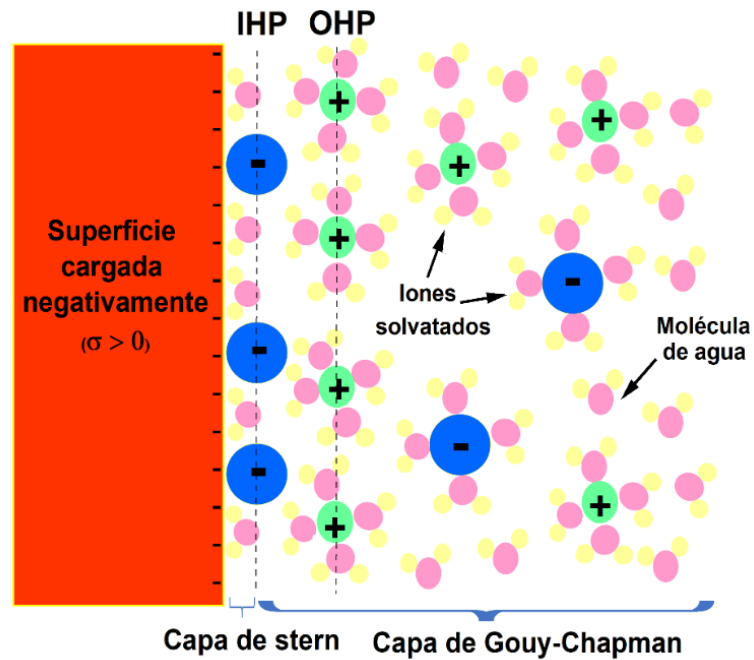 IHP OHP
Superficie
cargada
negativamente
(σ > 0)
Iones
solvatados
Molécula
de agua
Capa de stern
Capa de Gouy-Chapman